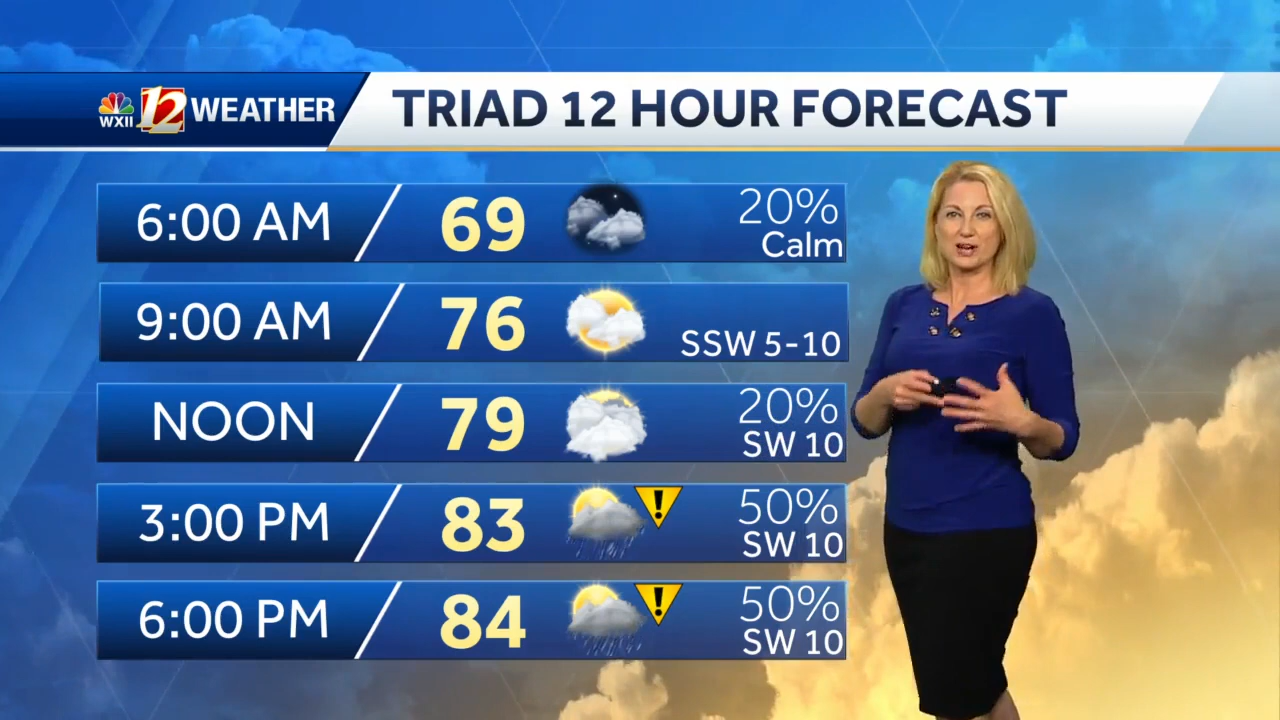 WXII 12 WEATHER
TRIAD 12 HOUR FORECAST
6:00 AM 69 20%
Calm
9:00 AM 76 SSW 5-10
NOON 79 20%
SW 10
3:00 PM 83 ! 50%
SW 10
6:00 PM 84 ! 50%
SW 10